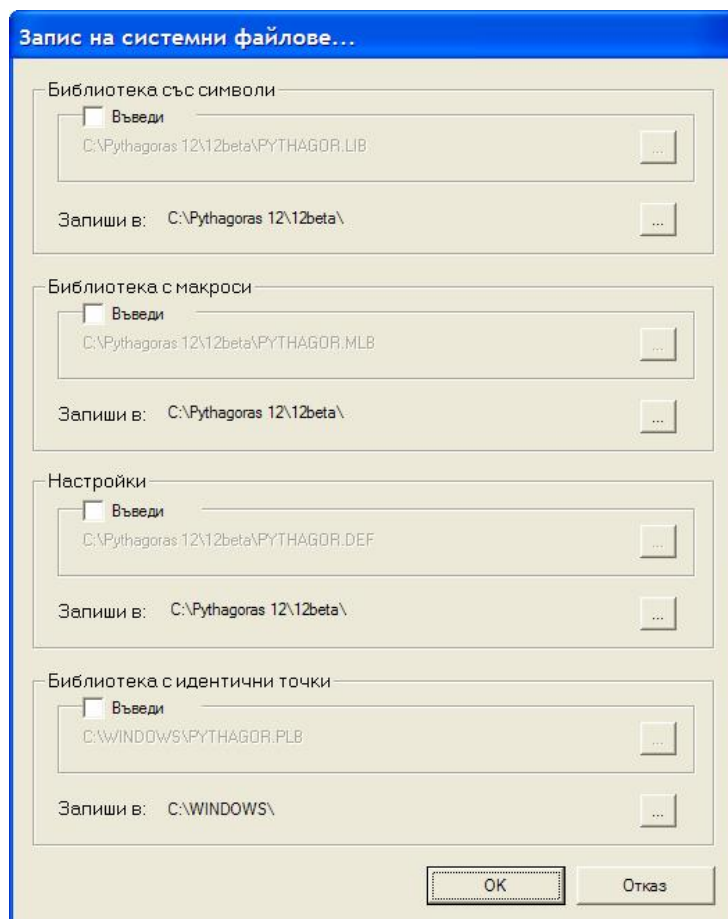 Запис на системни файлове...
Библиотека със символи
Въведи
C:\Pythagoras 12\12beta\PYTHAGOR.LIB
...
Запиши в: C:\Pythagoras 12\12beta\
...
Библиотека с макроси
Въведи
C:\Pythagoras 12\12beta\PYTHAGOR.MLB
...
Запиши в: C:\Pythagoras 12\12beta\
...
Настройки
Въведи
C:\Pythagoras 12\12beta\PYTHAGOR.DEF
...
Запиши в: C:\Pythagoras 12\12beta\
...
Библиотека с идентични точки
Въведи
C:\WINDOWS\PYTHAGOR.PLB
...
Запиши в: C:\WINDOWS\
...
OK Отказ